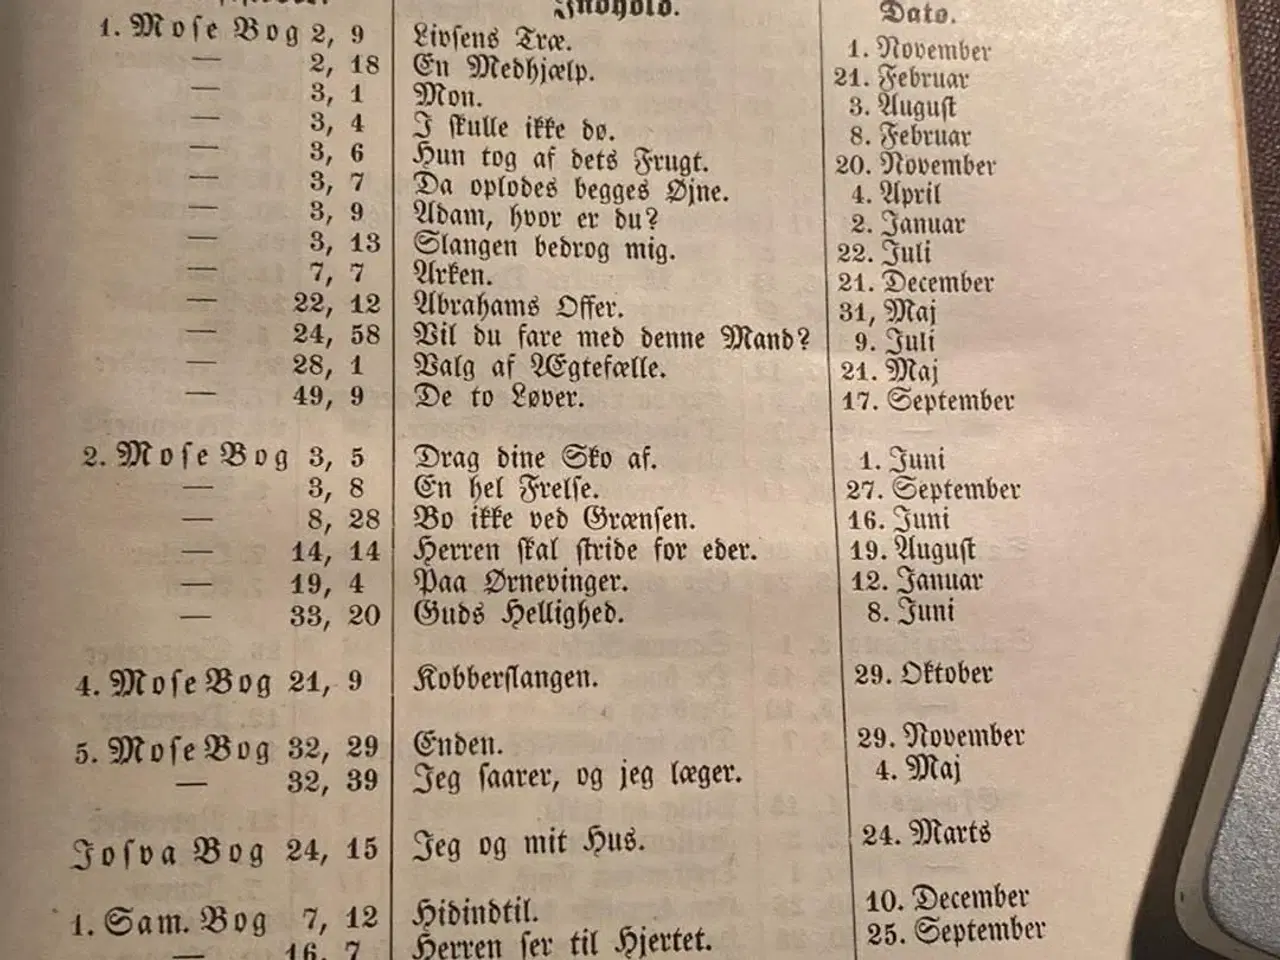 Indhold. Dato.
1. Mose Bog 2, 9 Livsens Træ. 1. November
— 2, 18 En Medhjælp. 21. Februar
— 3, 1 Mon. 3. August
— 3, 4 I skulle ikke dø. 8. Februar
— 3, 6 Hun tog af dets Frugt. 20. November
— 3, 7 Da oplodes begges Øjne. 4. April
— 3, 9 Adam, hvor er du? 2. Januar
— 3, 13 Slangen bedrog mig. 22. Juli
— 7, 7 Arken. 21. December
— 22, 12 Abrahams Offer. 31, Maj
— 24, 58 Vil du fare med denne Mand? 9. Juli
— 28, 1 Valg af Ægtefælle. 21. Maj
— 49, 9 De to Løver. 17. September
2. Mose Bog 3, 5 Drag dine Sko af. 1. Juni
— 3, 8 En hel Frelse. 27. September
— 8, 28 Bo ikke ved Grænsen. 16. Juni
— 14, 14 Herren skal stride for eder. 19. August
— 19, 4 Paa Ørnevinger. 12. Januar
— 33, 20 Guds Hellighed. 8. Juni
4. Mose Bog 21, 9 Kobberslangen. 29. Oktober
5. Mose Bog 32, 29 Enden. 29. November
— 32, 39 Jeg saarer, og jeg læger. 4. Maj
Josva Bog 24, 15 Jeg og mit Hus. 24. Marts
1. Sam. Bog 7, 12 Hidindtil. 10. December
— 16, 7 Herren ser til Hjertet. 25. September